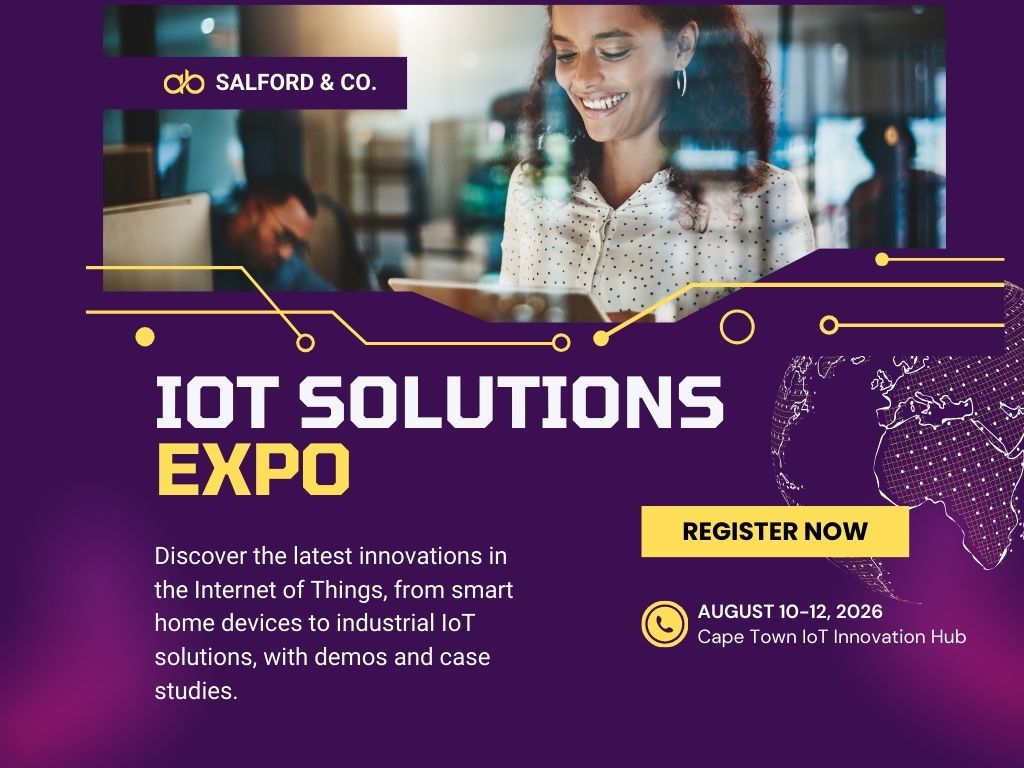 SALFORD & CO.
IOT SOLUTIONS
EXPO
Discover the latest innovations in
the Internet of Things, from smart
home devices to industrial IoT
solutions, with demos and case
studies.
REGISTER NOW
AUGUST 10-12, 2026
Cape Town IoT Innovation Hub